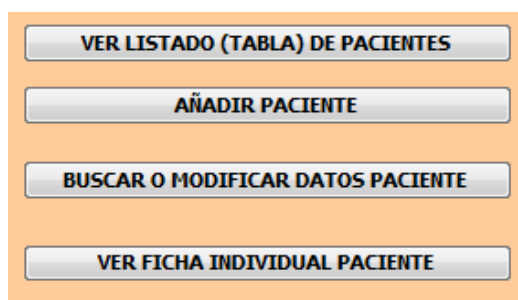 VER LISTADO (TABLA) DE PACIENTES
AÑADIR PACIENTE
BUSCAR O MODIFICAR DATOS PACIENTE
VER FICHA INDIVIDUAL PACIENTE